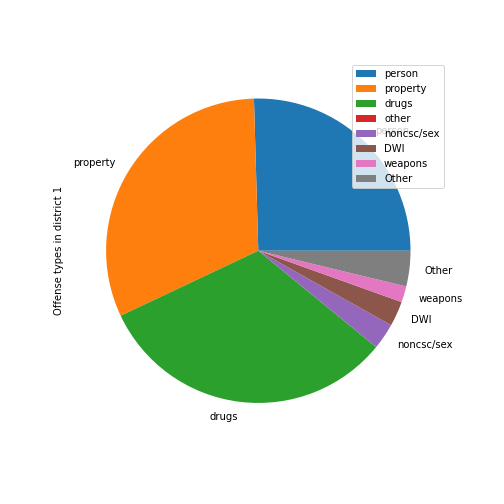 person
property
drugs
other
noncsc/sex
DWI
weapons
Other
property
Offense types in district 1
drugs
Other
weapons
DWI
noncsc/sex